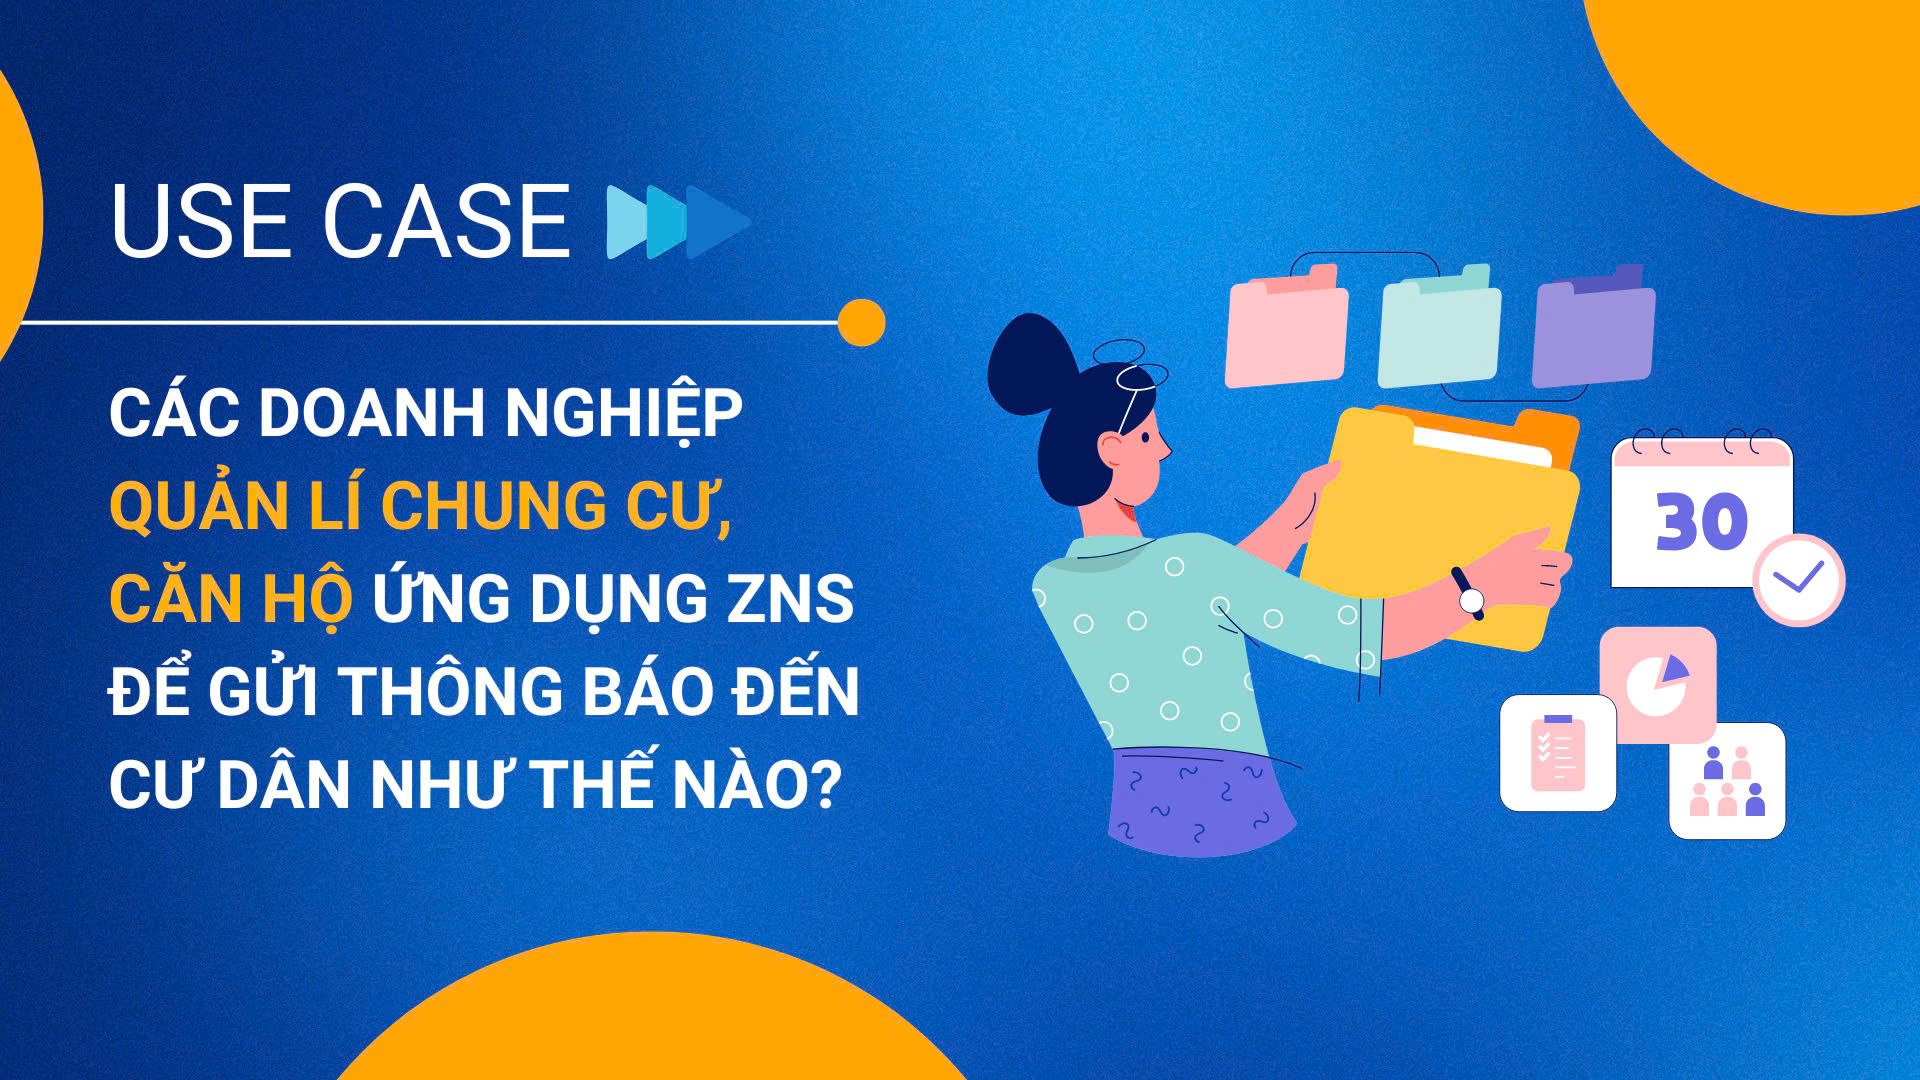 USE CASE
CÁC DOANH NGHIỆP
QUẢN LÍ CHUNG CƯ,
CĂN HỘ ỨNG DỤNG ZNS
ĐỂ GỬI THÔNG BÁO ĐẾN
CƯ DÂN NHƯ THẾ NÀO?
30